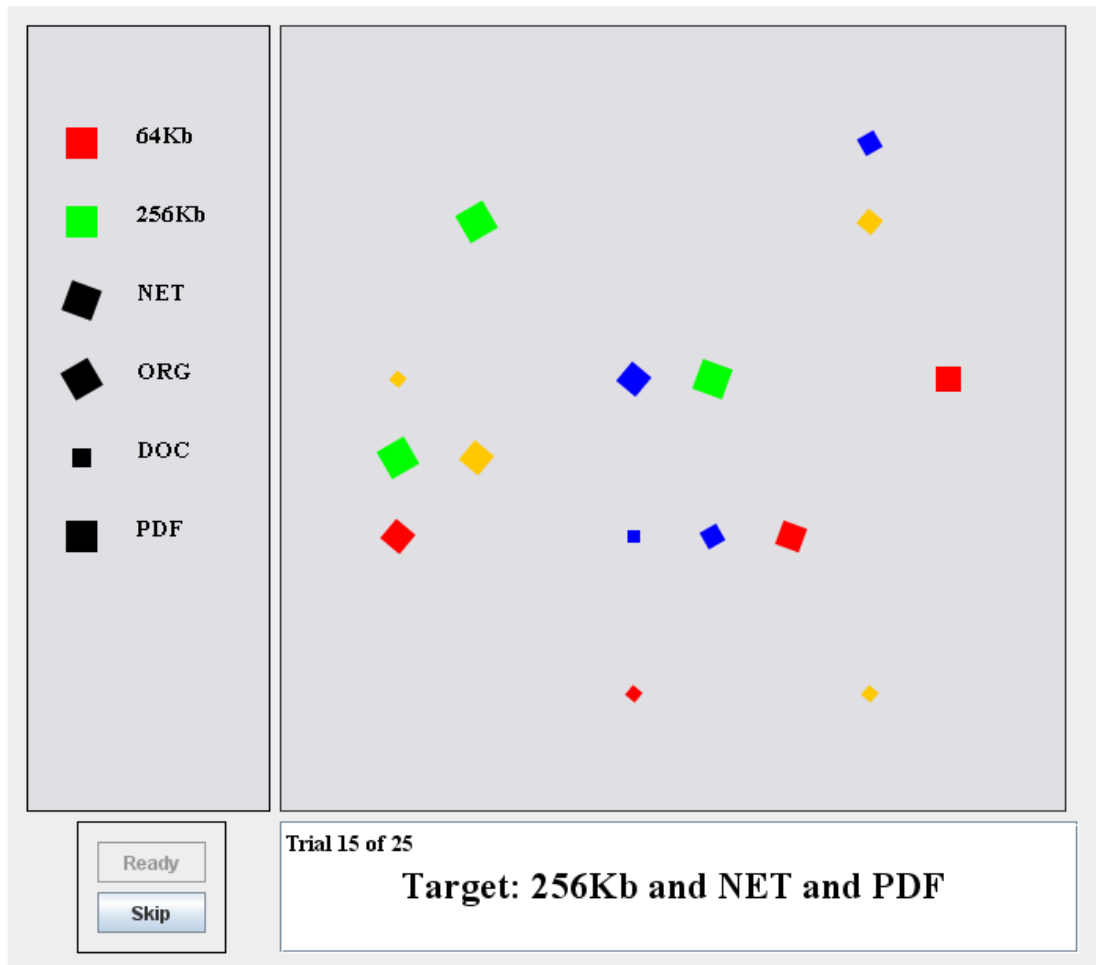 64Kb
256Kb
NET
ORG
DOC
PDF
Ready
Skip
Trial 15 of 25
Target: 256Kb and NET and PDF